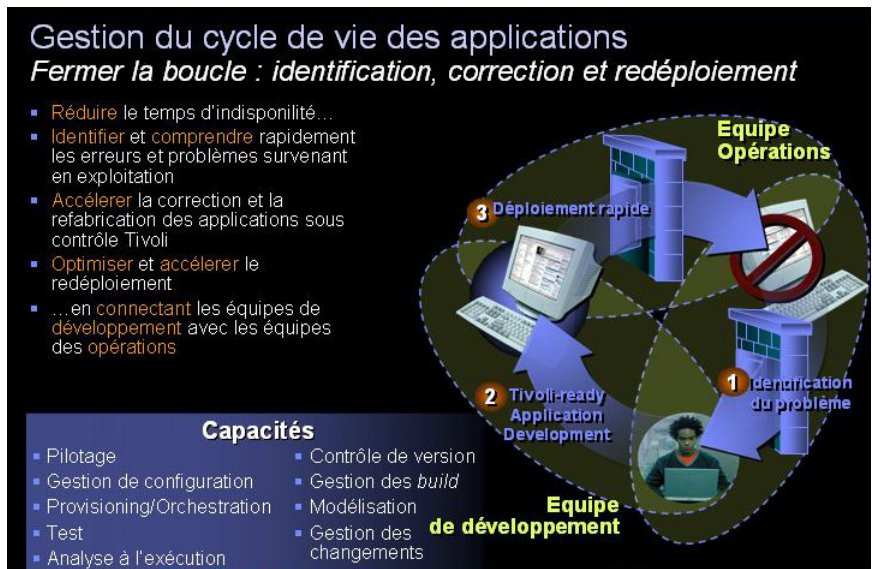 Gestion du cycle de vie des applications
Fermer la boucle : identification, correction et redéploiement
Réduire le temps d'indisponilité...
Identifier et comprendre rapidement
les erreurs et problèmes survenant
en exploitation
Accélerer la correction et la
refabrication des applications sous
contrôle Tivoli
Optimiser et accélerer le
redéploiement
...en connectant les équipes de
développement avec les équipes
des opérations
Equipe
Opérations
3 Déploiement rapide
1 Identification
du problème
2 Tivoli-ready
Application
Development
Equipe
de développement
Capacités
Pilotage
Gestion de configuration
Provisioning/Orchestration
Test
Analyse à l'exécution
Contrôle de version
Gestion des build
Modélisation
Gestion des
changements